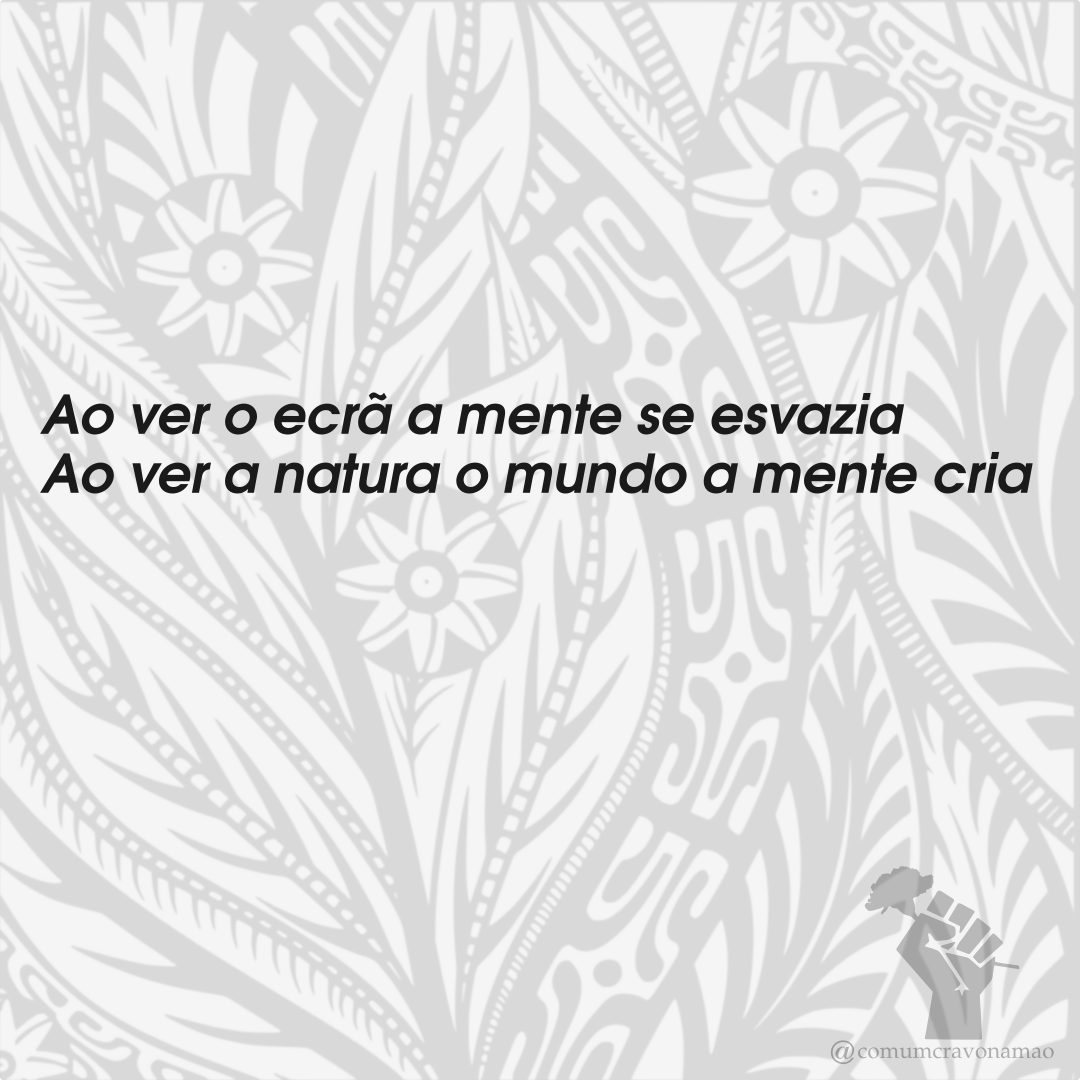 Ao ver o ecrã a mente se esvazia
Ao ver a natura o mundo a mente cria
@comumcravonamao